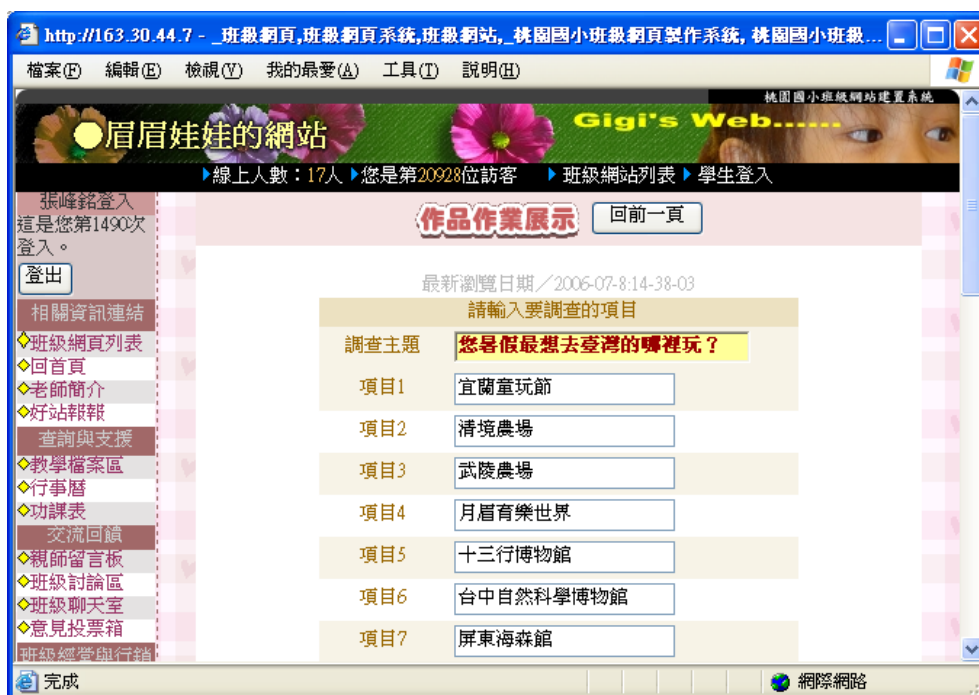 http://163.30.44.7 - _班級網頁,班級網頁系統,班級網站,_桃園國小班級網頁製作系統, 桃園國小班級...
檔案(F) 編輯(E) 檢視(V) 我的最愛(A) 工具(T) 說明(H)
桃園國小班級網站建置系統
眉眉娃娃的網站
Gigi's Web......
線上人數：17人 您是第20928位訪客 班級網站列表 學生登入
張峰銘登入
這是您第1490次
登入。
登出
相關資訊連結
班級網頁列表
回首頁
老師簡介
好站報報
查詢與支援
教學檔案區
行事曆
功課表
交流回饋
親師留言板
班級討論區
班級聊天室
意見投票箱
班級經營與行銷
作品作業展示 回前一頁
最新瀏覽日期／2006-07-8:14-38-03
請輸入要調查的項目
調查主題 您暑假最想去臺灣的哪裡玩？
項目1 宜蘭童玩節
項目2 清境農場
項目3 武陵農場
項目4 月眉育樂世界
項目5 十三行博物館
項目6 台中自然科學博物館
項目7 屏東海森館
完成 網際網路